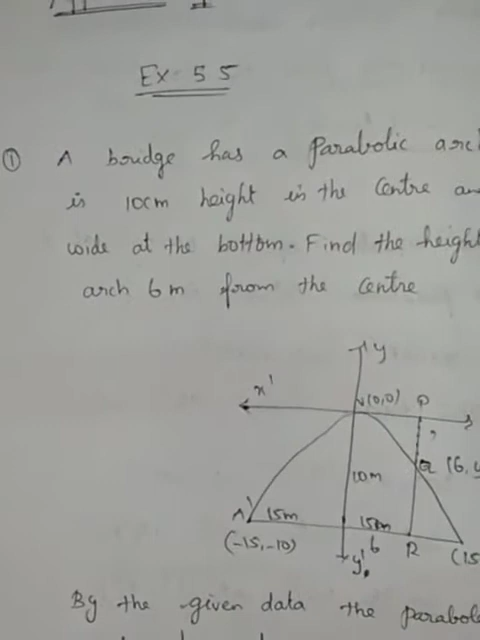 Ex 5 5
① A bridge has a Parabolic arc
is 10cm height in the Centre an
wide at the bottom. Find the height
arch 6 m from the Centre
y
x'
V(0,0) P
10m
Q (6, y
A' 15m 15m
(-15,-10) 6 R (15
y'
By the given data the parabol